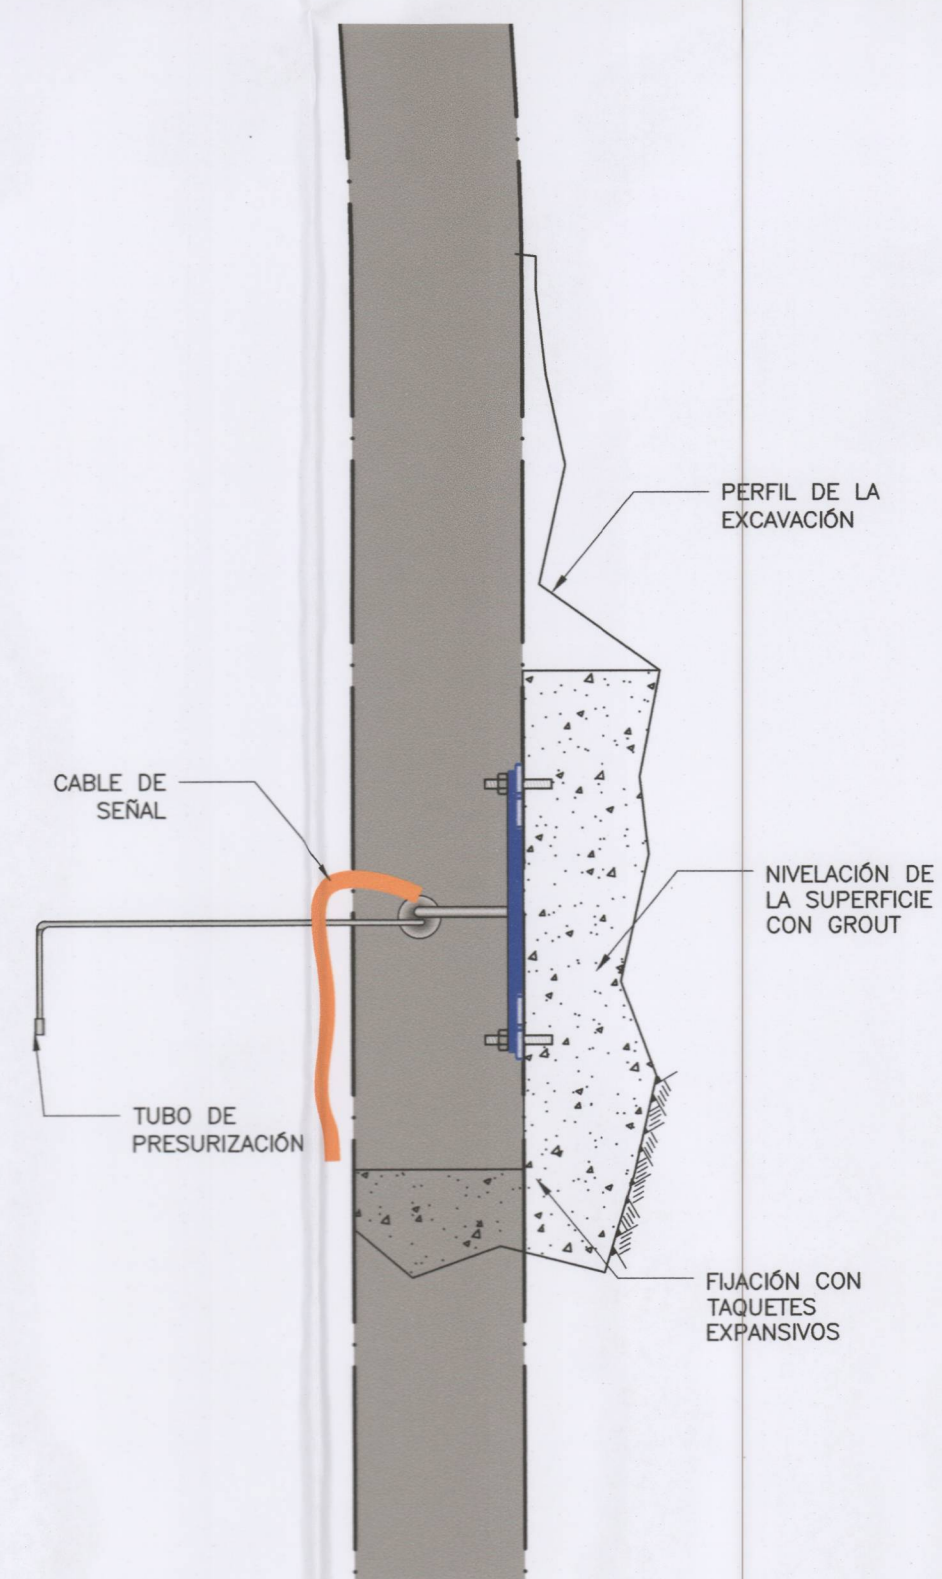 PERFIL DE LA
EXCAVACIÓN
CABLE DE
SEÑAL
NIVELACIÓN DE
LA SUPERFICIE
CON GROUT
TUBO DE
PRESURIZACIÓN
FIJACIÓN CON
TAQUETES
EXPANSIVOS